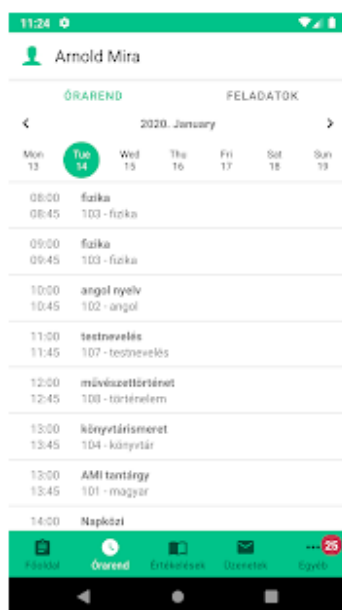 11:24
Arnold Mira
ÓRAREND FELADATOK
2020. January
Mon Tue Wed Thu Fri Sat Sun
13 14 15 16 17 18 19
08:00 fizika
08:45 103 - fizika
09:00 fizika
09:45 103 - fizika
10:00 angol nyelv
10:45 102 - angol
11:00 testnevelés
11:45 107 - testnevelés
12:00 művészettörténet
12:45 108 - történelem
13:00 könyvtárismeret
13:45 104 - könyvtár
13:00 AMI tantárgy
13:45 101 - magyar
14:00 Napközi
25
Főoldal Órarend Értékelések Üzenetek Egyéb